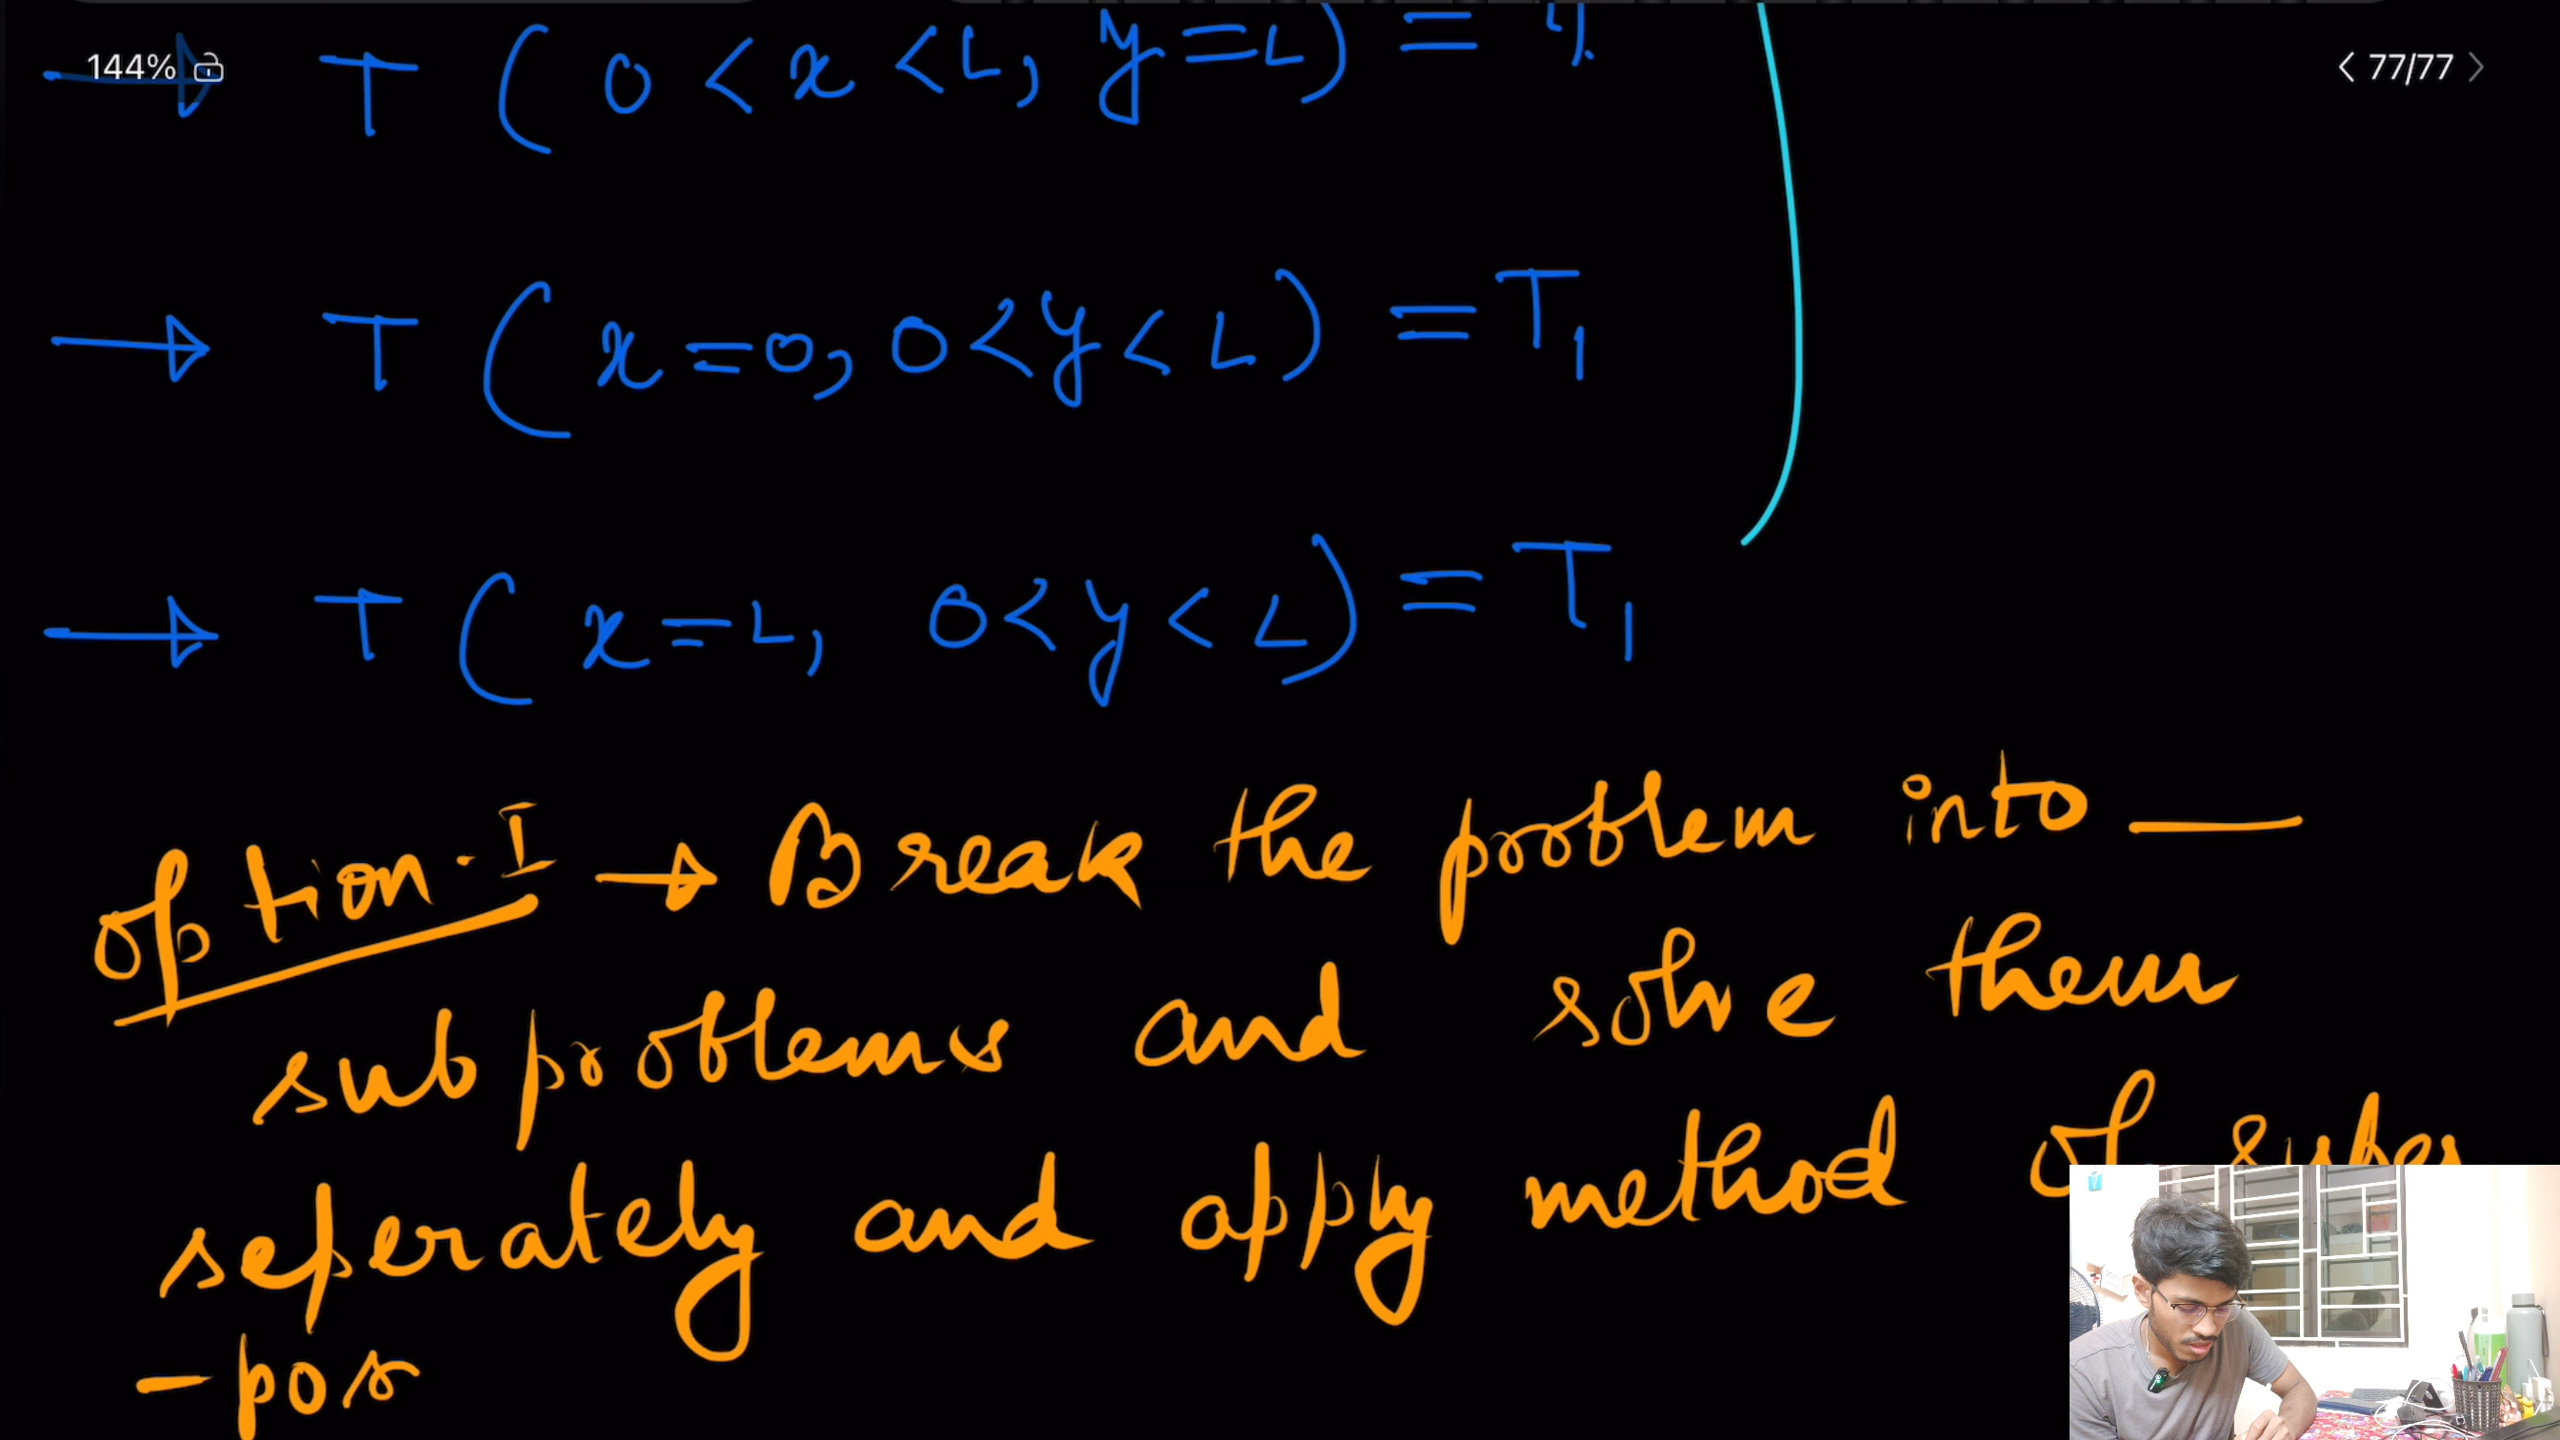 144%
77/77
→ T ( 0 < x < L, y = L ) =
→ T ( x = 0, 0 < y < L ) = T₁
→ T ( x = L, 0 < y < L ) = T₁
option-I → Break the problem into —
subproblems and solve them
seperately and apply method of super
-pos